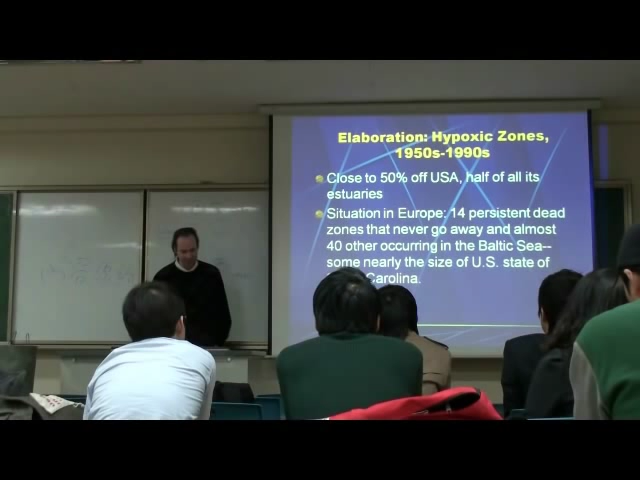 Elaboration: Hypoxic Zones,
1950s-1990s
Close to 50% off USA, half of all its
estuaries
Situation in Europe: 14 persistent dead
zones that never go away and almost
40 other occurring in the Baltic Sea--
some nearly the size of U.S. state of
Carolina.